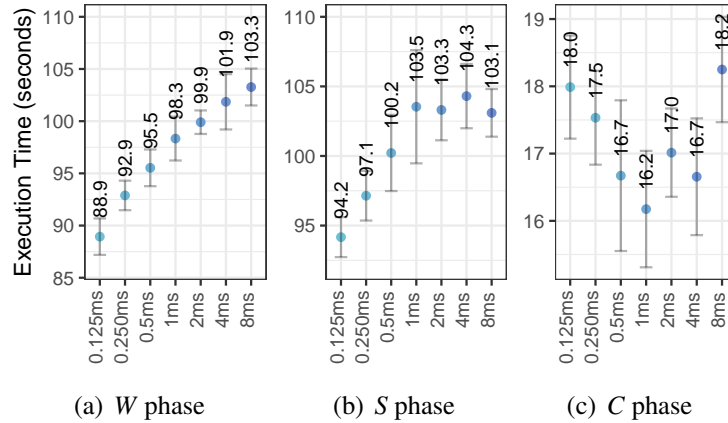 Execution Time (seconds)
110
105
100
95
90
85
88.9
92.9
95.5
98.3
99.9
101.9
103.3
0.125ms
0.250ms
0.5ms
1ms
2ms
4ms
8ms
(a) W phase
110
105
100
95
94.2
97.1
100.2
103.5
103.3
104.3
103.1
0.125ms
0.250ms
0.5ms
1ms
2ms
4ms
8ms
(b) S phase
19
18
17
16
18.0
17.5
16.7
16.2
17.0
16.7
18.2
0.125ms
0.250ms
0.5ms
1ms
2ms
4ms
8ms
(c) C phase